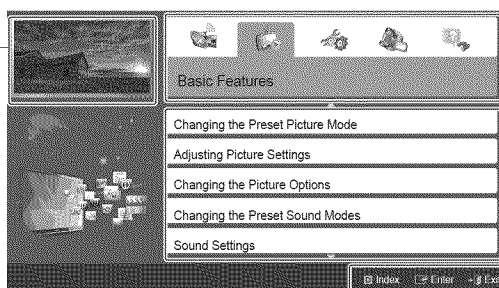 Basic Features
Changing the Preset Picture Mode
Adjusting Picture Settings
Changing the Picture Options
Changing the Preset Sound Modes
Sound Settings
Index Enter Exit